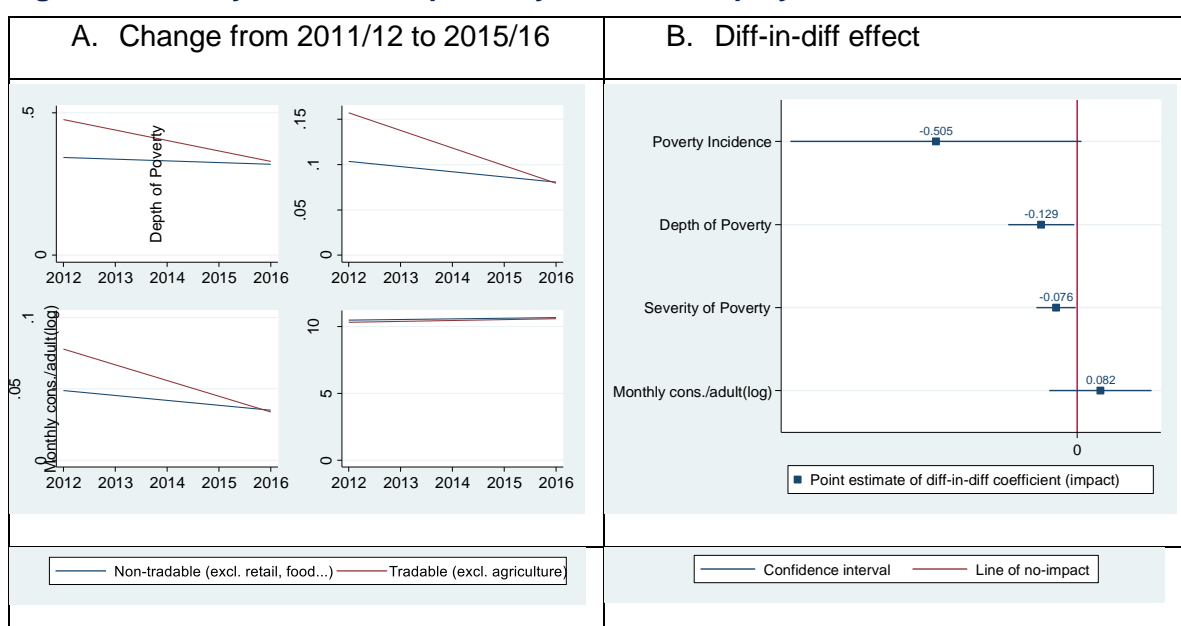 A. Change from 2011/12 to 2015/16
B. Diff-in-diff effect
.5
0
Depth of Poverty
2012 2013 2014 2015 2016
.15
.1
.05
0
2012 2013 2014 2015 2016
.1
.05
0
Monthly cons./adult(log)
2012 2013 2014 2015 2016
10
5
0
2012 2013 2014 2015 2016
Non-tradable (excl. retail, food...)
Tradable (excl. agriculture)
Poverty Incidence
-0.505
Depth of Poverty
-0.129
Severity of Poverty
-0.076
Monthly cons./adult(log)
0.082
0
Point estimate of diff-in-diff coefficient (impact)
Confidence interval
Line of no-impact